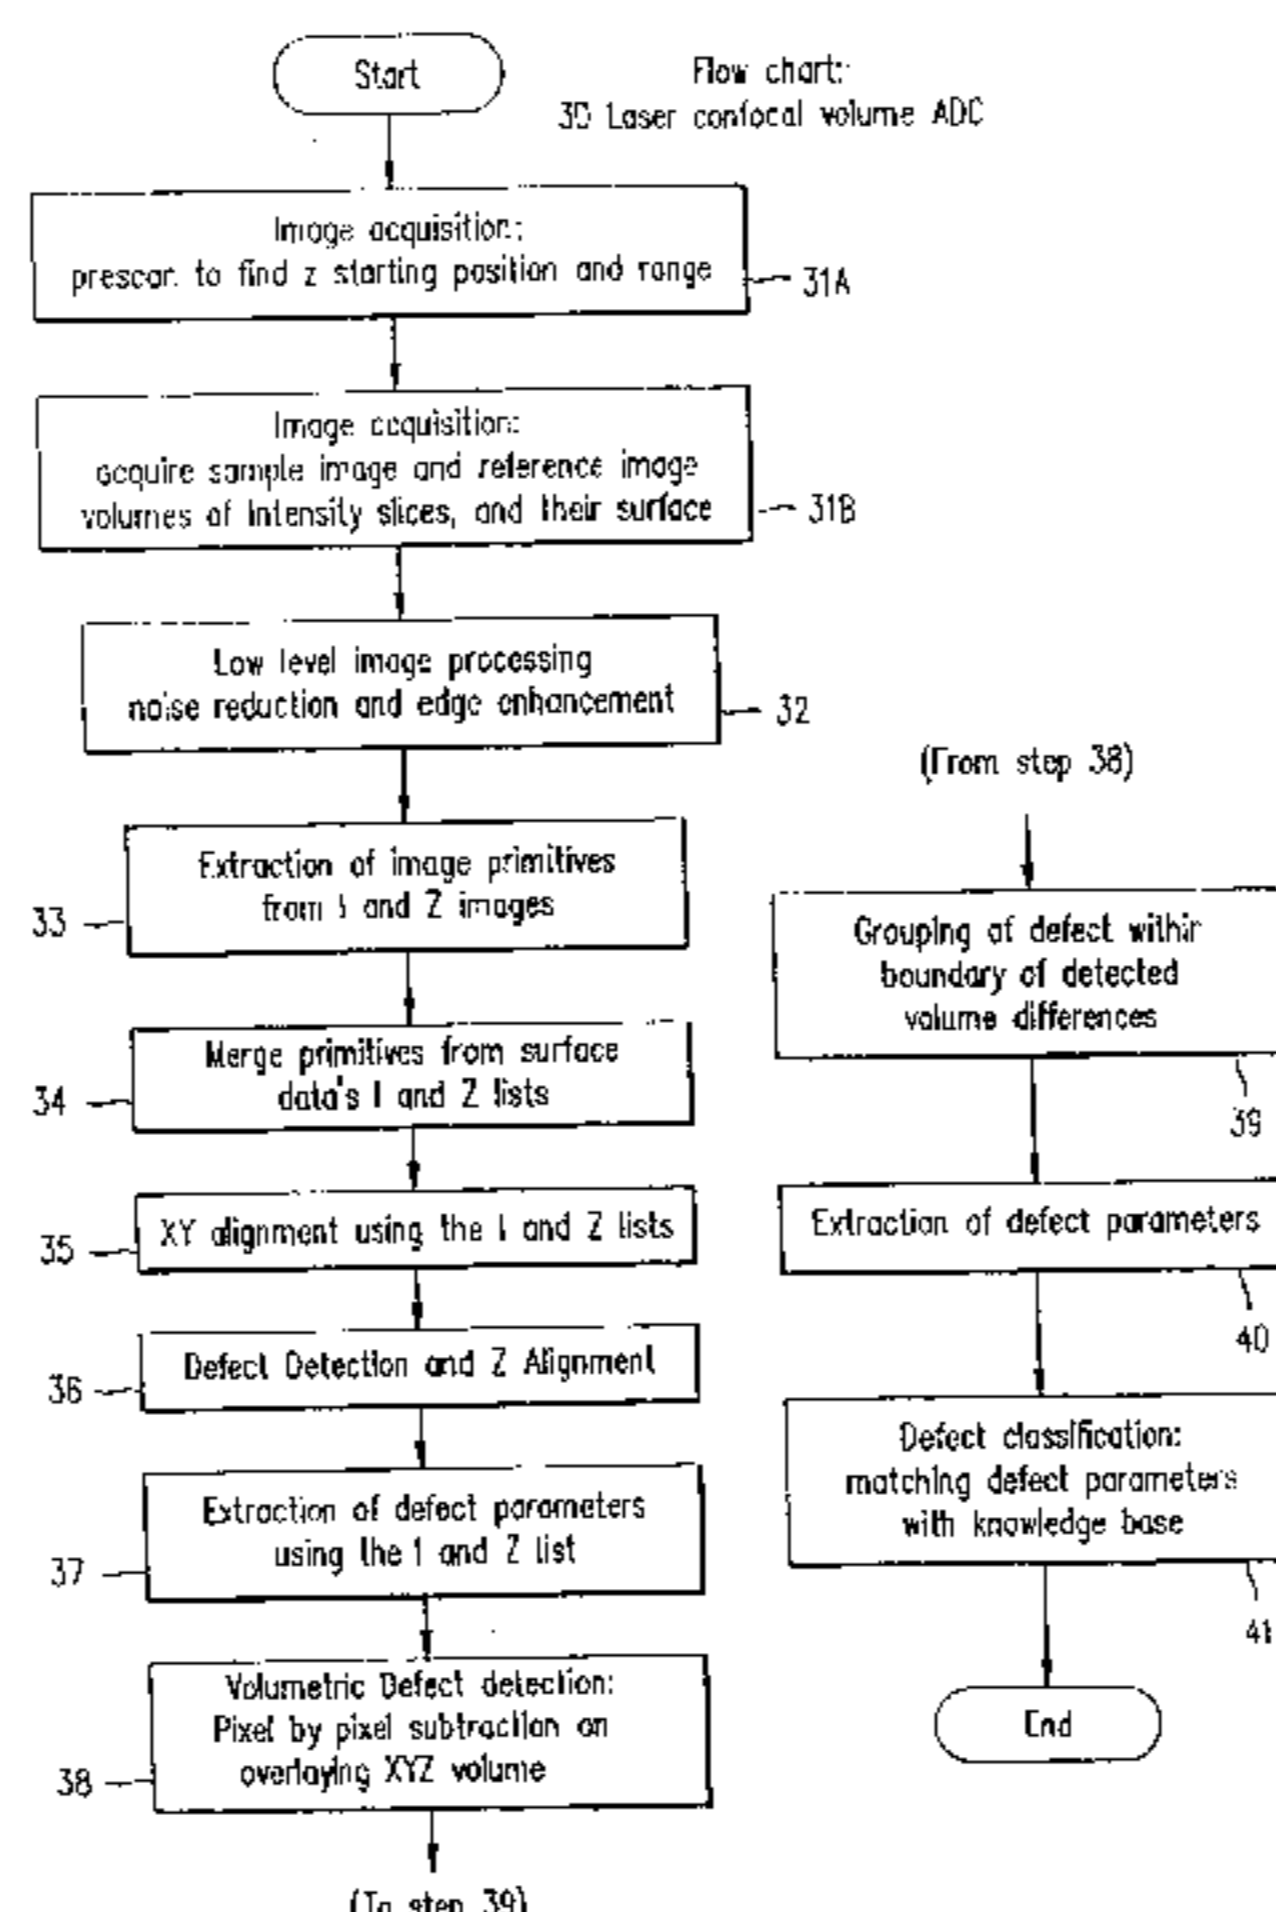 Start
Flow chart:
3D Laser confocal volume ADC
Image acquisition:
prescan to find z starting position and range
31A
Image acquisition:
acquire sample image and reference image
volumes of intensity slices, and their surface
31B
Low level image processing
noise reduction and edge enhancement
32
Extraction of image primitives
from I and Z images
33
Merge primitives from surface
data's I and Z lists
34
XY alignment using the I and Z lists
35
Defect Detection and Z Alignment
36
Extraction of defect parameters
using the I and Z list
37
Volumetric Defect detection:
Pixel by pixel subtraction on
overlaying XYZ volume
38
(To step 39)
(From step 38)
Grouping of defect within
boundary of detected
volume differences
39
Extraction of defect parameters
40
Defect classification:
matching defect parameters
with knowledge base
41
End